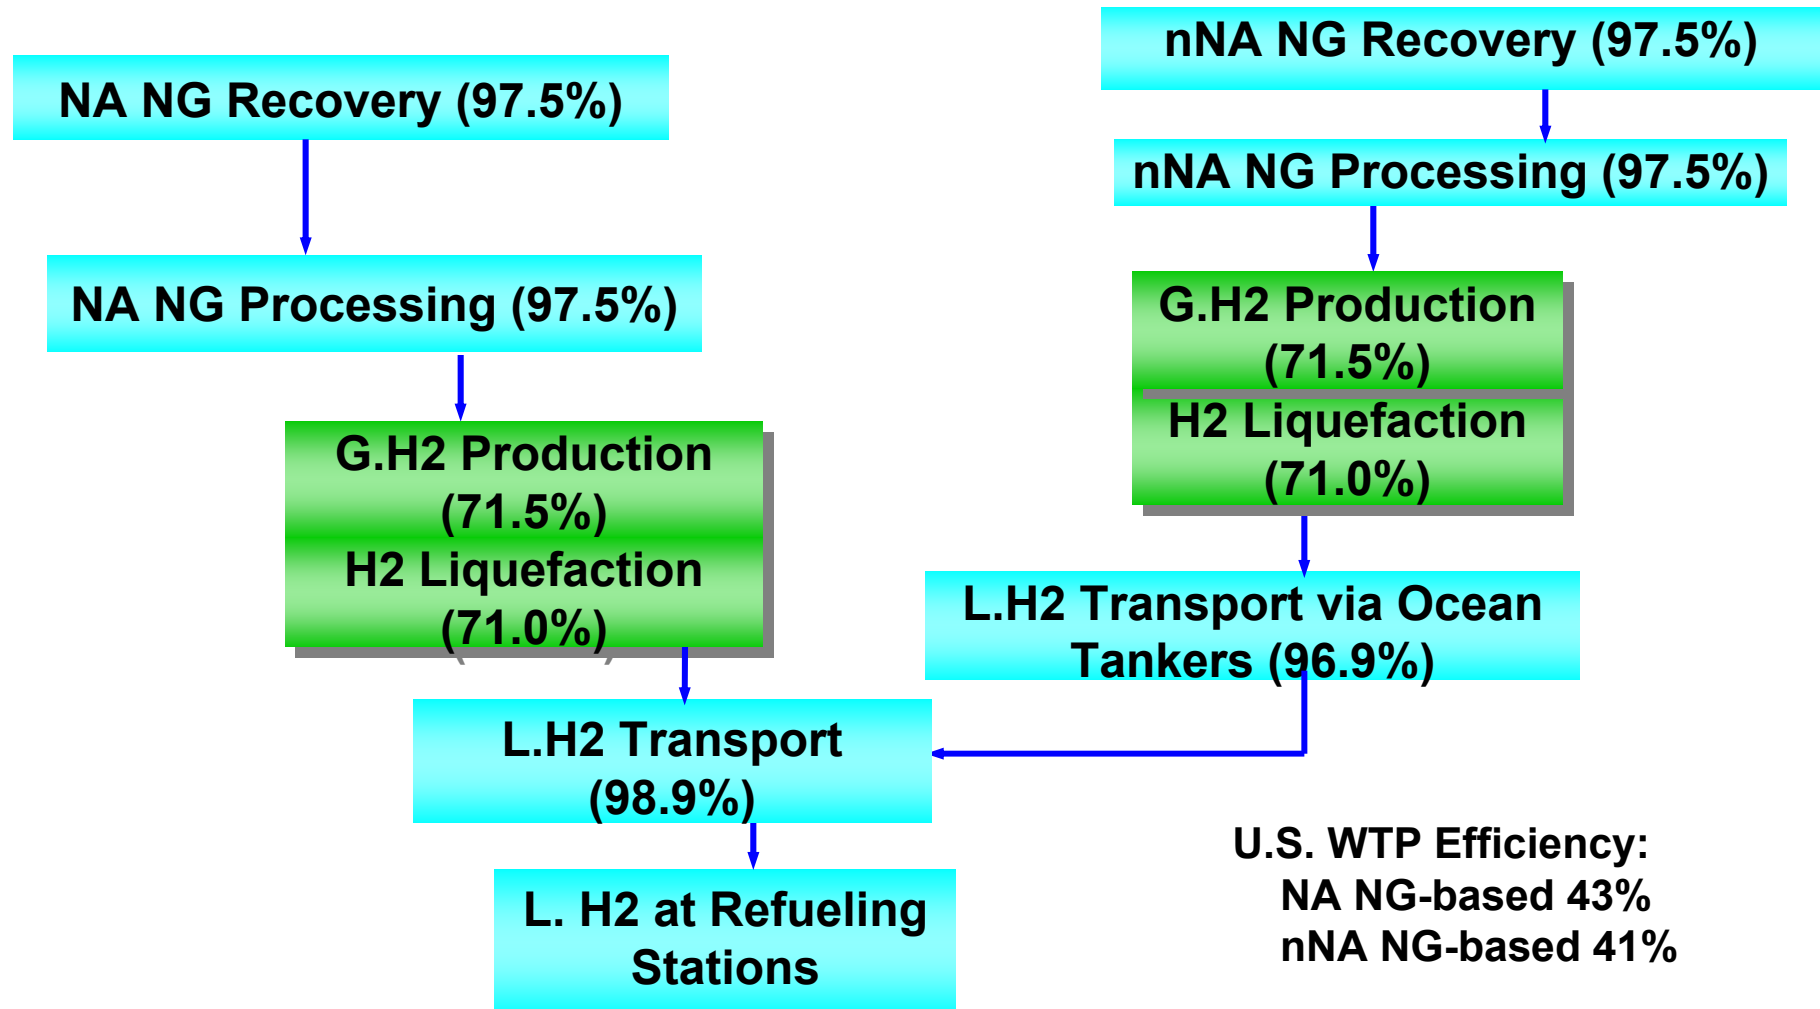 NA NG Recovery (97.5%)
NA NG Processing (97.5%)
G.H2 Production
(71.5%)
H2 Liquefaction
(71.0%)
nNA NG Recovery (97.5%)
nNA NG Processing (97.5%)
G.H2 Production
(71.5%)
H2 Liquefaction
(71.0%)
L.H2 Transport via Ocean
Tankers (96.9%)
L.H2 Transport
(98.9%)
L. H2 at Refueling
Stations
U.S. WTP Efficiency:
NA NG-based 43%
nNA NG-based 41%